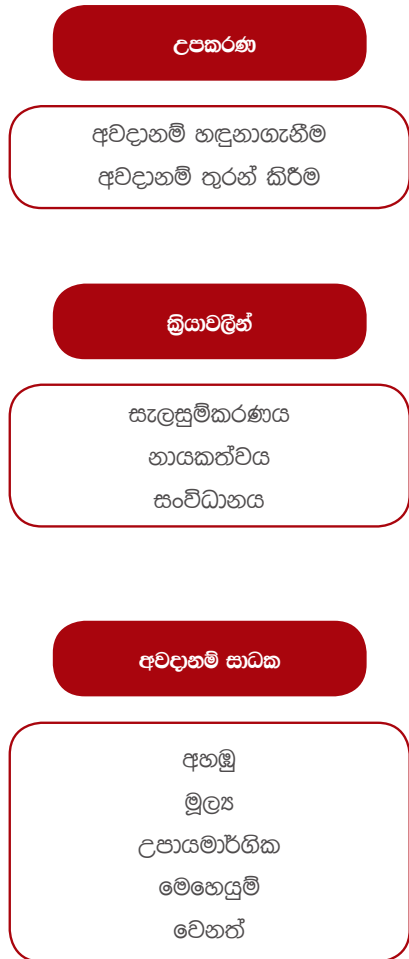 උපකරණ
අවදානම් හඳුනාගැනීම
අවදානම් තුරන් කිරීම
ක්‍රියාවලීන්
සැලසුම්කරණය
නායකත්වය
සංවිධානය
අවදානම් සාධක
අහඹු
මූල්‍ය
උපායමාර්ගික
මෙහෙයුම්
වෙනත්